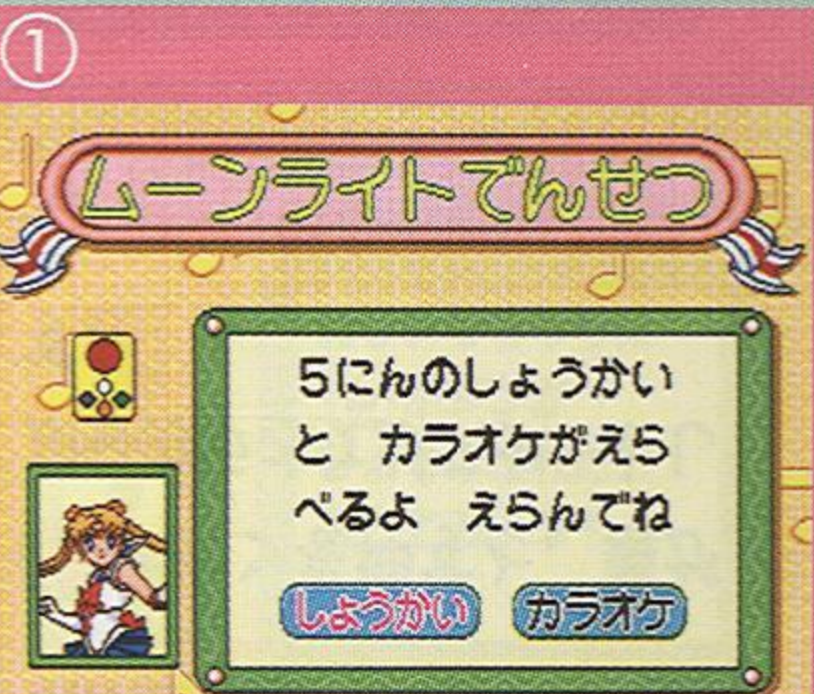 ①
ムーンライトでんせつ
5にんのしょうかい
と　カラオケがえら
べるよ　えらんでね
しょうかい　カラオケ